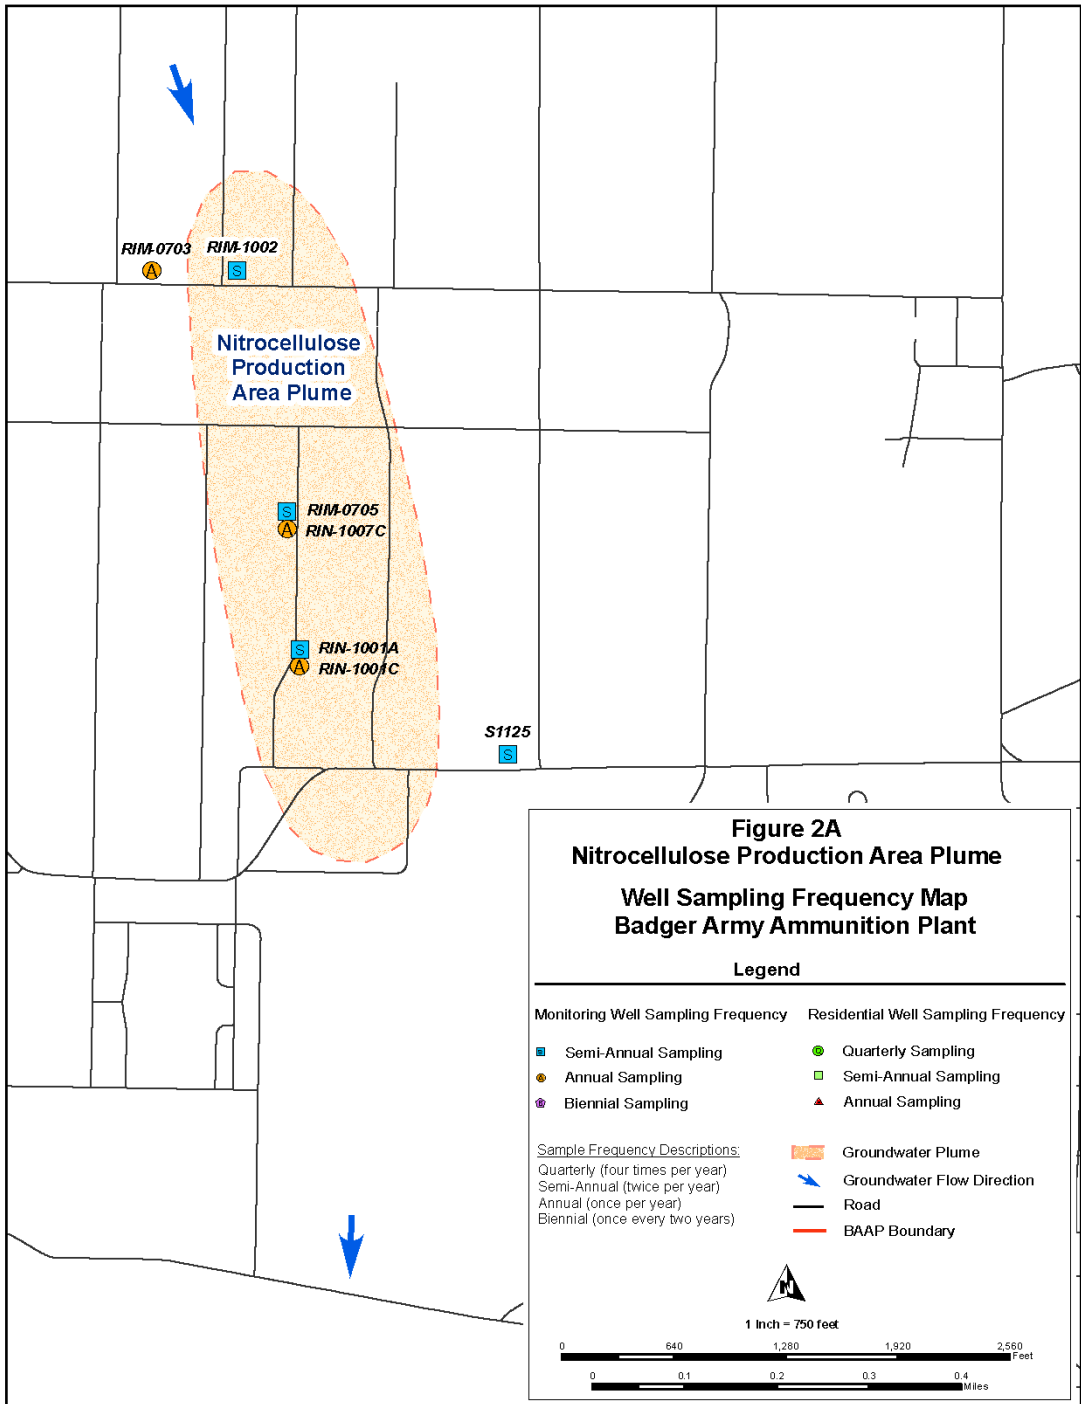 RIM-0703
RIM-1002
A
S
Nitrocellulose
Production
Area Plume
S
RIM-0705
A
RIN-1007C
S
RIN-1001A
A
RIN-1001C
S1125
S
Figure 2A
Nitrocellulose Production Area Plume
Well Sampling Frequency Map
Badger Army Ammunition Plant
Legend
Monitoring Well Sampling Frequency
S Semi-Annual Sampling
A Annual Sampling
Biennial Sampling
Residential Well Sampling Frequency
Quarterly Sampling
Semi-Annual Sampling
Annual Sampling
Sample Frequency Descriptions:
Quarterly (four times per year)
Semi-Annual (twice per year)
Annual (once per year)
Biennial (once every two years)
Groundwater Plume
Groundwater Flow Direction
Road
BAAP Boundary
N
1 Inch = 750 feet
0 640 1,280 1,920 2,560
Feet
0 0.1 0.2 0.3 0.4
Miles